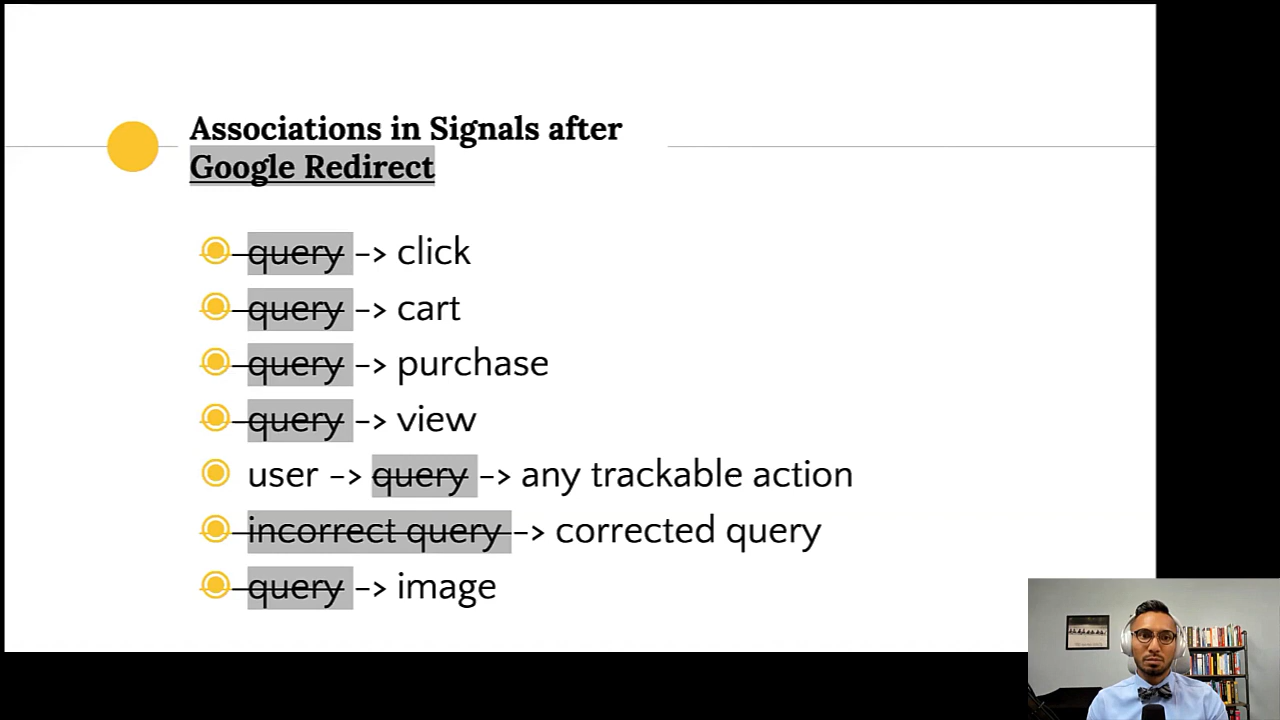 Associations in Signals after
Google Redirect
query -> click
query -> cart
query -> purchase
query -> view
user -> query -> any trackable action
incorrect query -> corrected query
query -> image